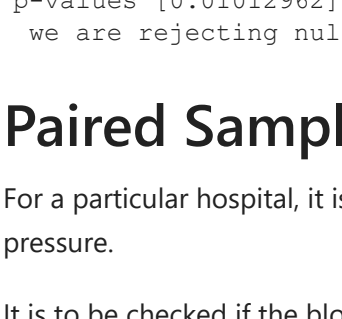 p-values [0.01012962]
we are rejecting nul
Paired Sampl
For a particular hospital, it is
pressure.
It is to be checked if the blo